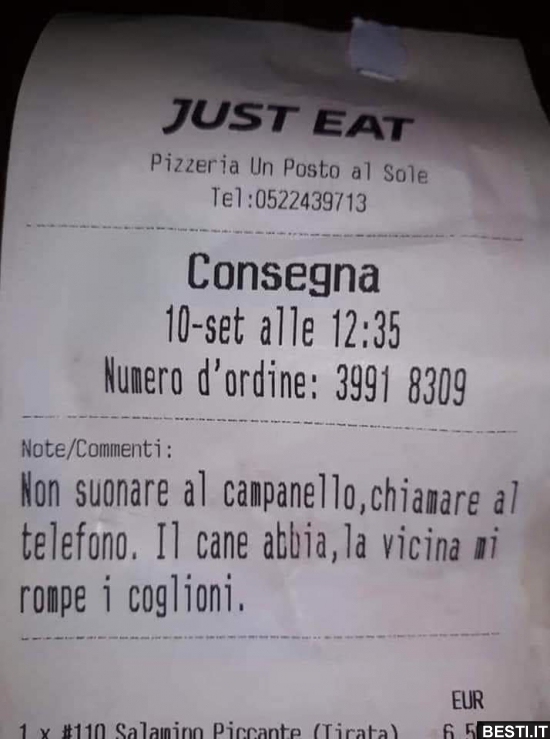 JUST EAT
Pizzeria Un Posto al Sole
Tel:0522439713
Consegna
10-set alle 12:35
Numero d'ordine: 3991 8309
Note/Commenti:
Non suonare al campanello,chiamare al
telefono. Il cane abbia,la vicina mi
rompe i coglioni.
EUR
1 x #110 Salamino Piccante (Tirata) 6,5
BESTI.IT